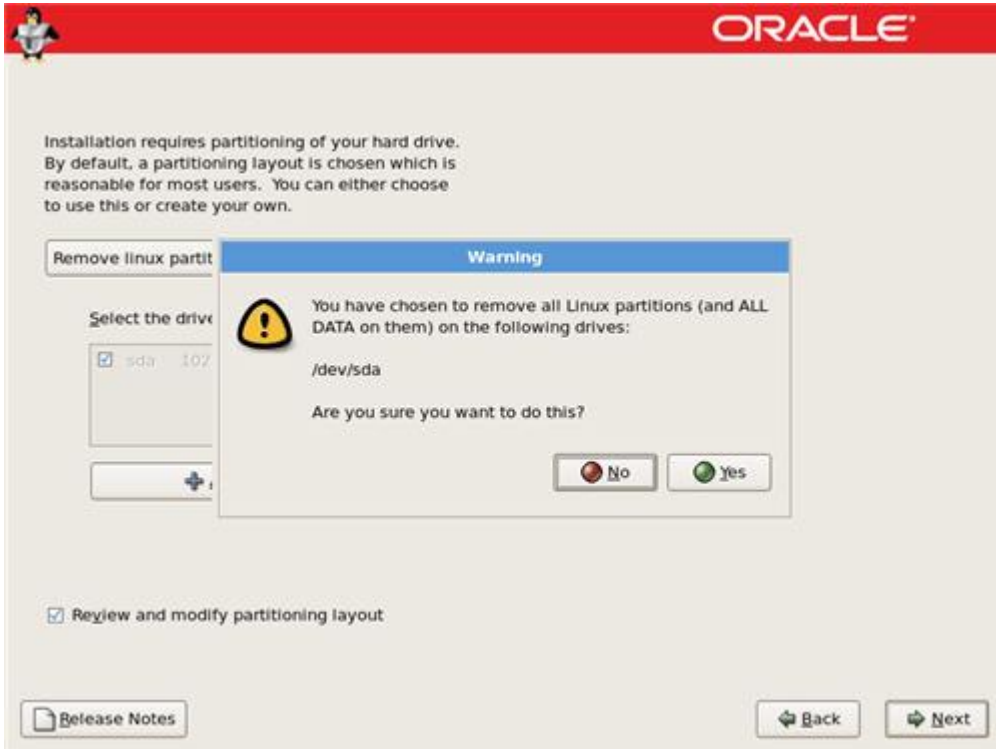 ORACLE
Installation requires partitioning of your hard drive.
By default, a partitioning layout is chosen which is
reasonable for most users. You can either choose
to use this or create your own.
Remove linux partit
Warning
You have chosen to remove all Linux partitions (and ALL
DATA on them) on the following drives:
/dev/sda
Are you sure you want to do this?
No
Yes
Select the drive
sda 102
Review and modify partitioning layout
Release Notes
Back
Next